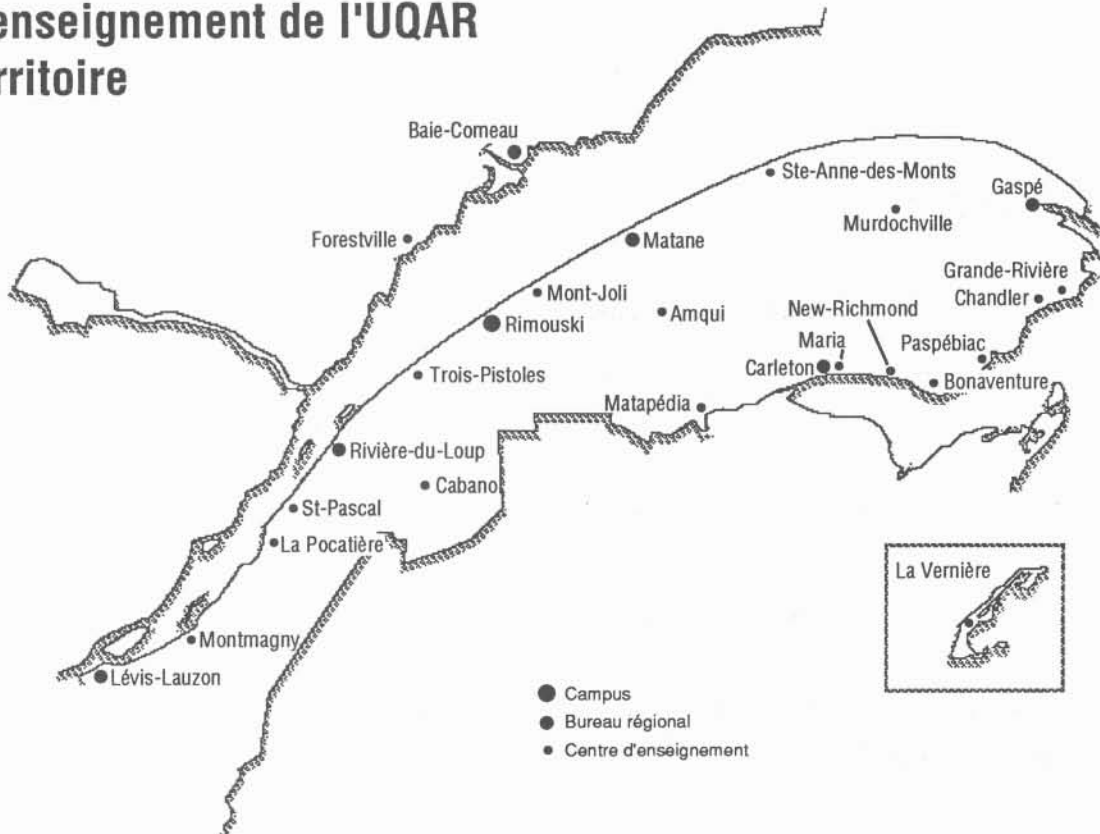 enseignement de l'UQAR
rritoire
Baie-Comeau
Ste-Anne-des-Monts
Gaspé
Murdochville
Forestville
Matane
Grande-Rivière
Mont-Joli
Chandler
New-Richmond
Amqui
Rimouski
Maria
Paspébiac
Carleton
Trois-Pistoles
Bonaventure
Matapédia
Rivière-du-Loup
Cabano
St-Pascal
La Pocatière
La Vernière
Montmagny
Lévis-Lauzon
Campus
Bureau régional
Centre d'enseignement